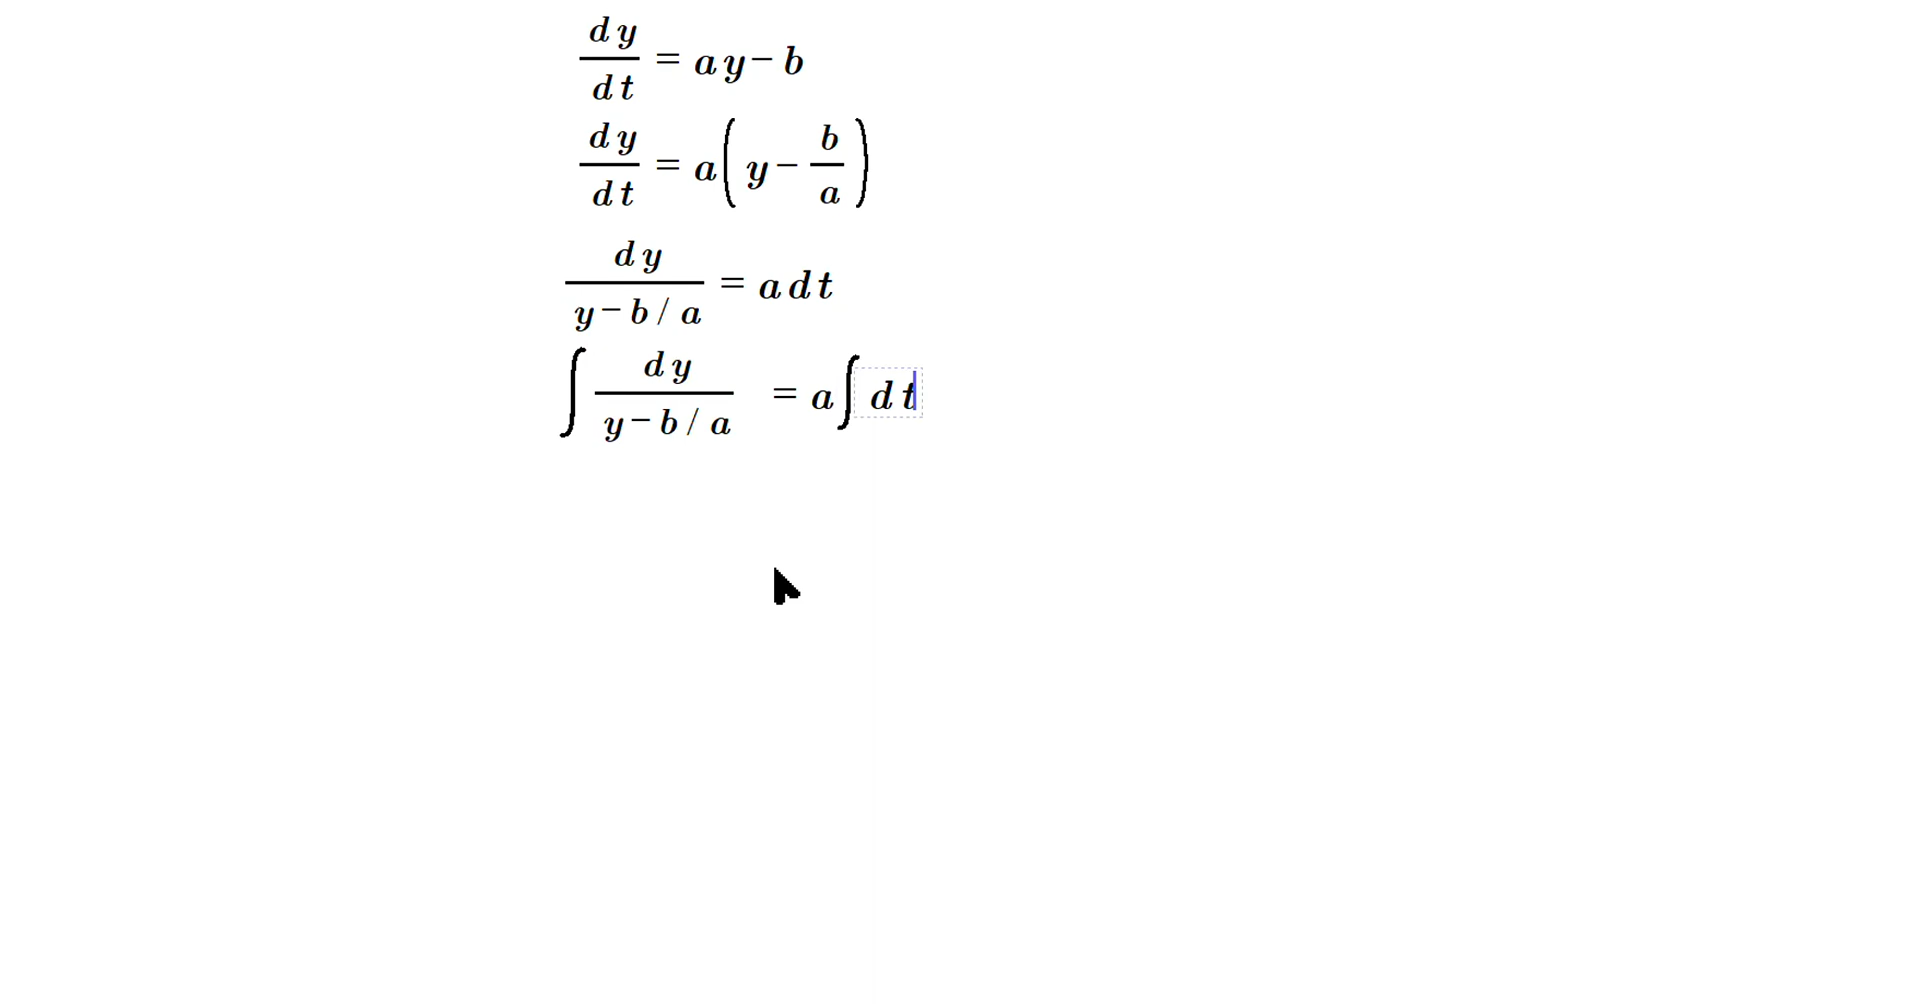 dy/dt = ay − b
dy/dt = a(y − b/a)
dy/(y − b/a) = a dt
∫ dy/(y − b/a) = a∫ dt